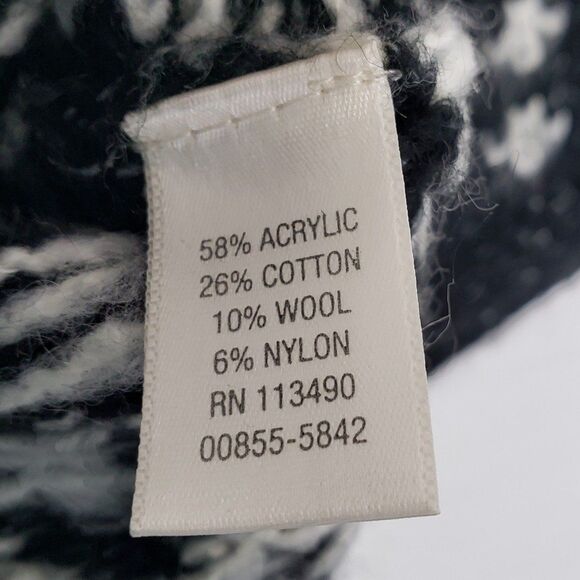 58% ACRYLIC
26% COTTON
10% WOOL
6% NYLON
RN 113490
00855-5842